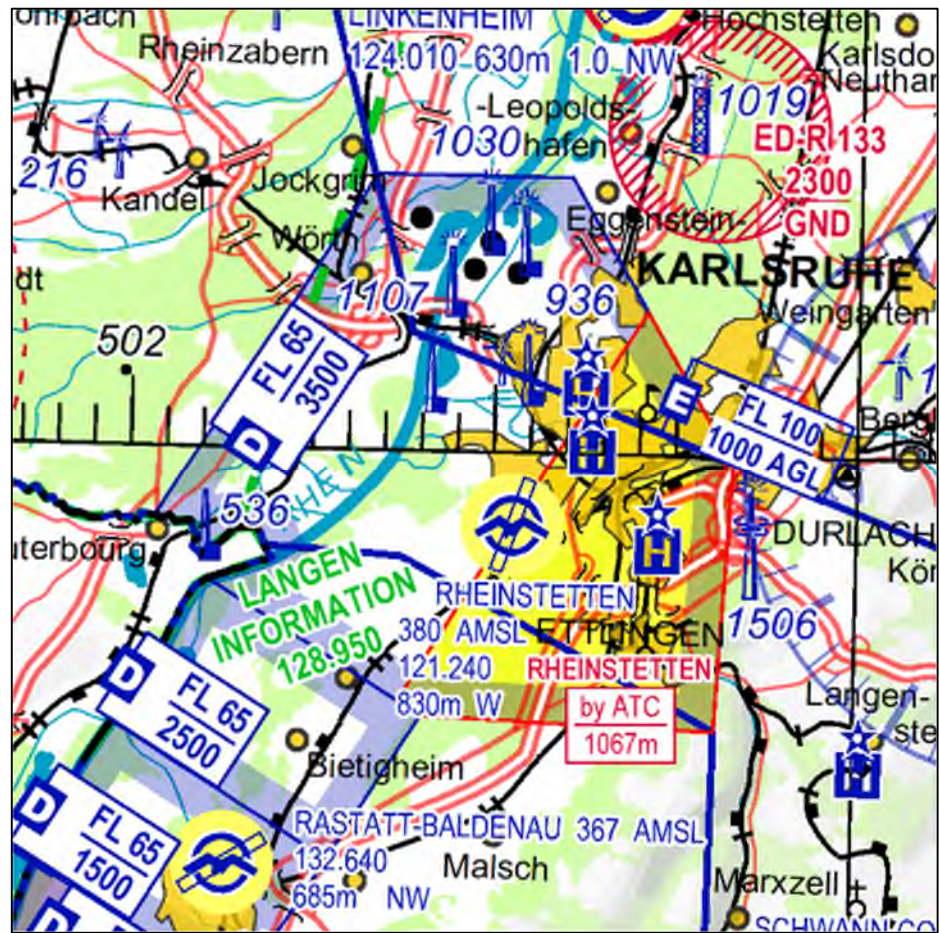 LINKENHEIM
124.010 630m 1.0 NW
Hochstetten
Karlsdo
Neuthar
Rheinzabern
-Leopolds-
hafen
1019
1030
ED-R 133
2300
GND
216
Kandel
Jockgrim
Eggenstein-
Wörth
KARLSRUHE
dt
1107
936
Weingarten
502
FL 65
3500
D
E
FL 100
1000 AGL
Berg
H
H
536
HEN
uterbourg
H
DURLACH
Kör
LANGEN
INFORMATION
128.950
RHEINSTETTEN
380 AMSL
121.240
830m W
ETTLINGEN
1506
RHEINSTETTEN
by ATC
1067m
Langen-
ste
H
D
FL 65
2500
Bietigheim
D
FL 65
1500
RASTATT-BALDENAU 367 AMSL
132.640
685m NW
Malsch
Marxzell
D